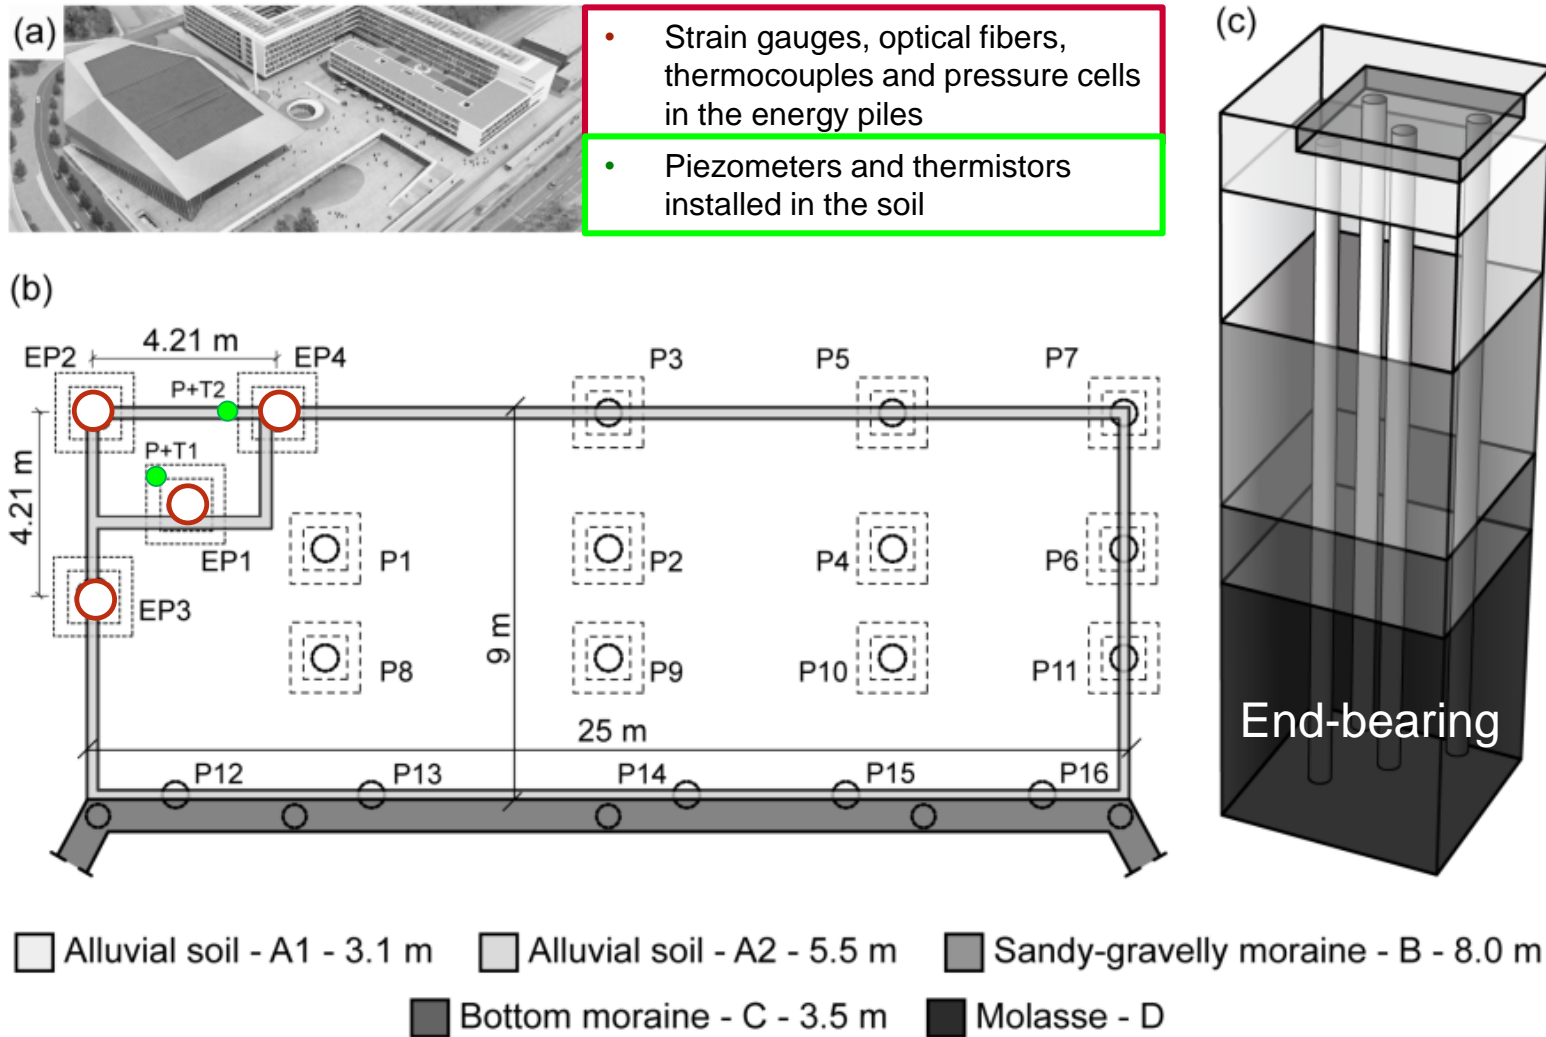 (a)
• Strain gauges, optical fibers,
thermocouples and pressure cells
in the energy piles
• Piezometers and thermistors
installed in the soil
(c)
(b)
4.21 m
EP2
EP4
P+T2
P3
P5
P7
P+T1
4.21 m
EP1
P1
P2
P4
P6
EP3
9 m
P8
P9
P10
P11
25 m
P12
P13
P14
P15
P16
End-bearing
Alluvial soil - A1 - 3.1 m
Alluvial soil - A2 - 5.5 m
Sandy-gravelly moraine - B - 8.0 m
Bottom moraine - C - 3.5 m
Molasse - D